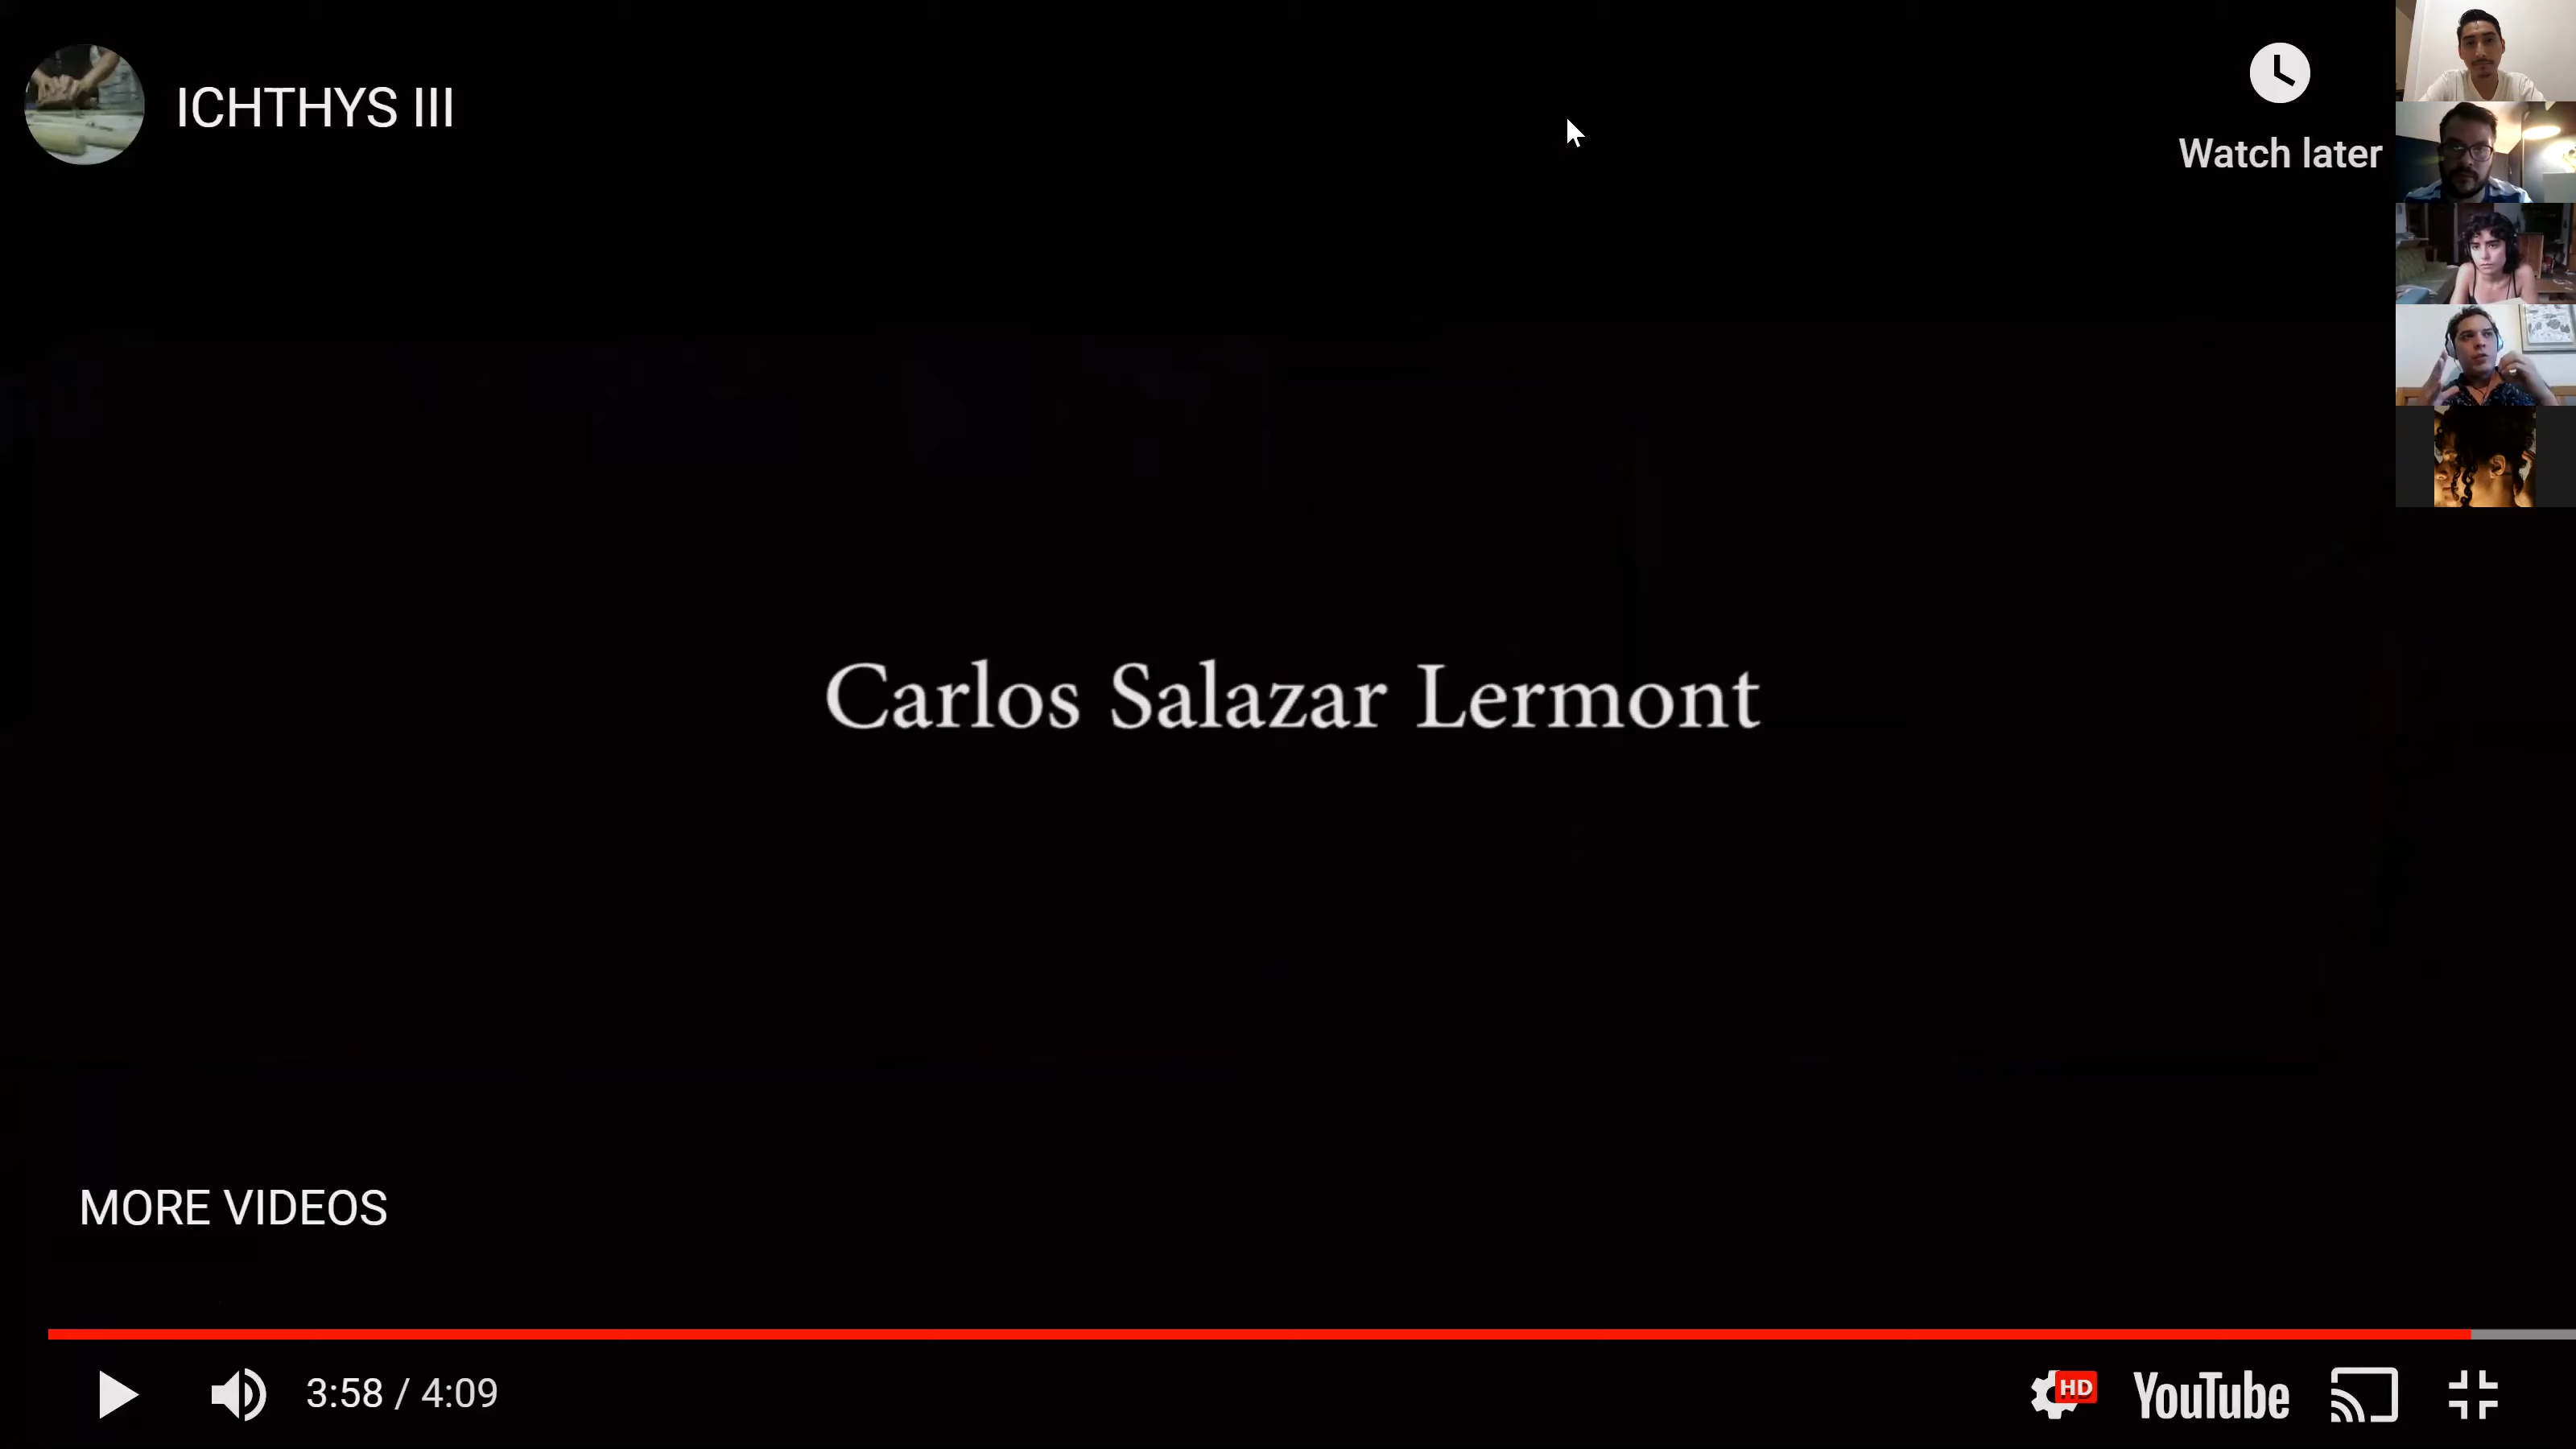 ICHTHYS III
Watch later
Carlos Salazar Lermont
MORE VIDEOS
3:58 / 4:09
HD
YouTube